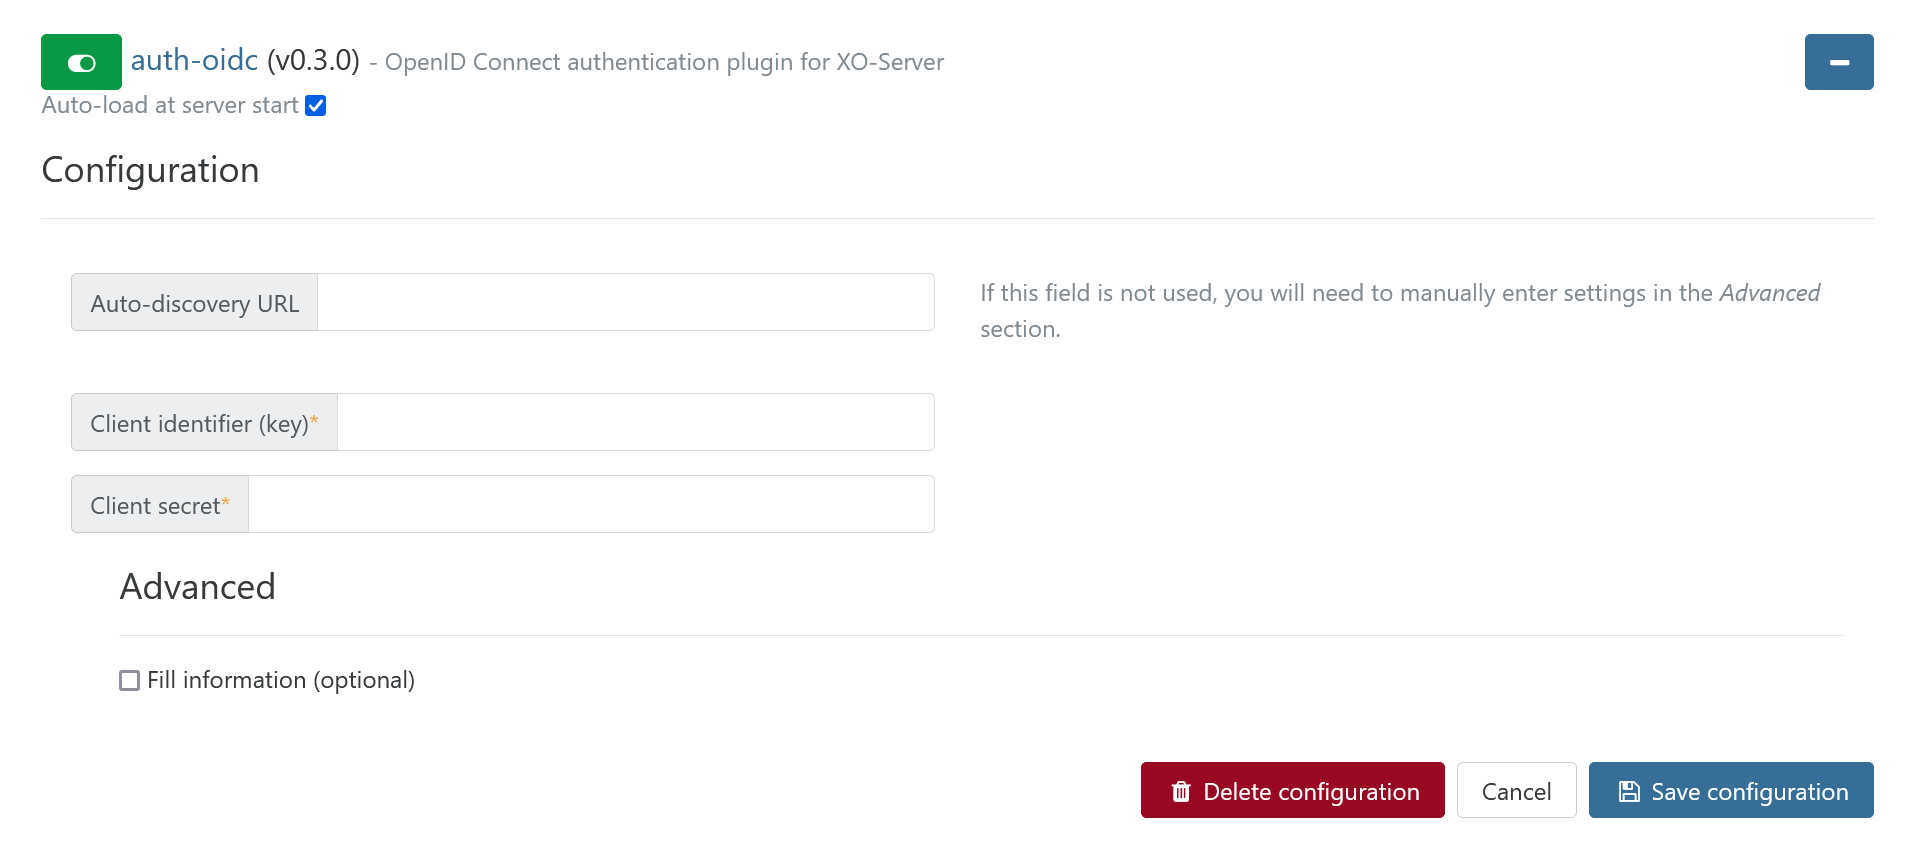 auth-oidc (v0.3.0) - OpenID Connect authentication plugin for XO-Server
Auto-load at server start
Configuration
Auto-discovery URL
If this field is not used, you will need to manually enter settings in the Advanced
section.
Client identifier (key)*
Client secret*
Advanced
Fill information (optional)
Delete configuration
Cancel
Save configuration